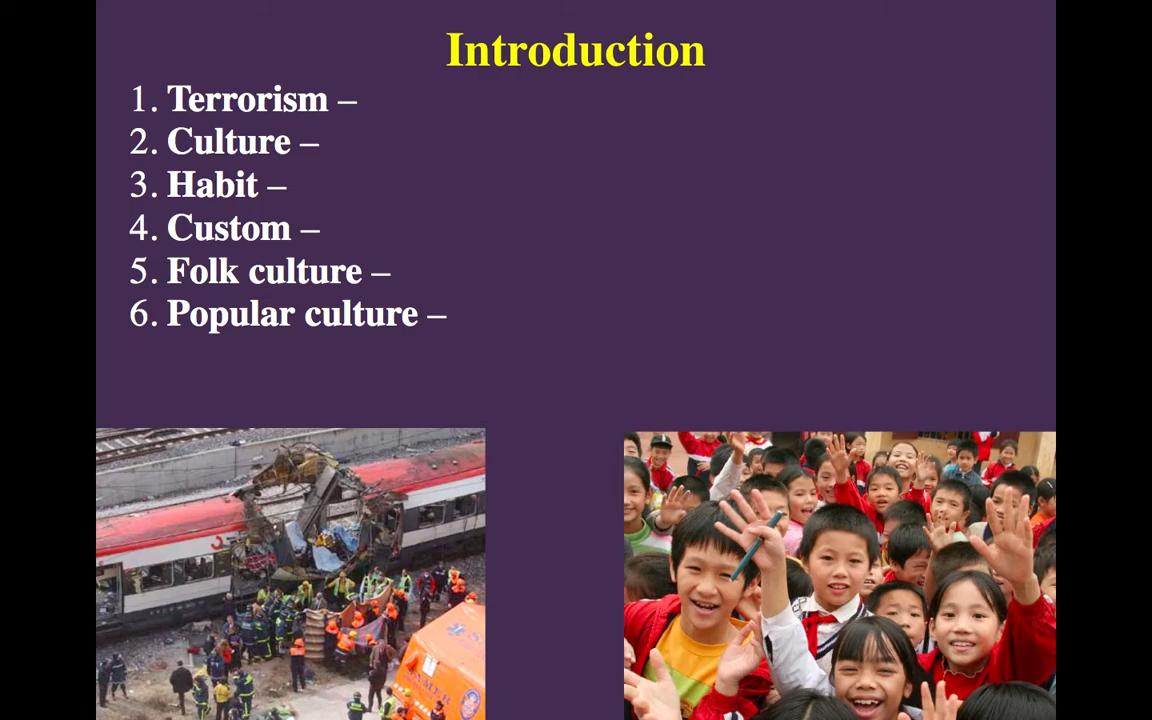 Introduction
1. Terrorism –
2. Culture –
3. Habit –
4. Custom –
5. Folk culture –
6. Popular culture –